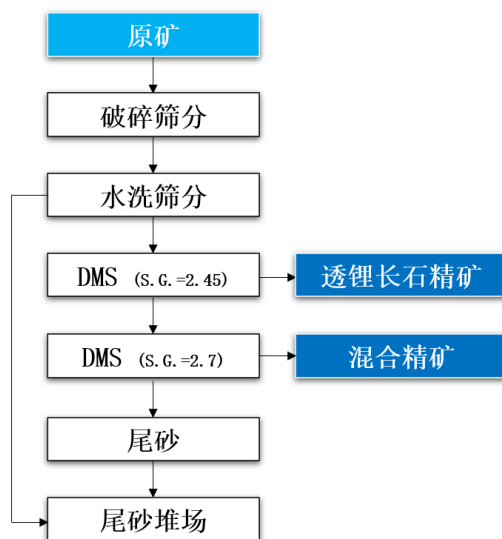 原矿
破碎筛分
水洗筛分
DMS (S.G.=2.45)
透锂长石精矿
DMS (S.G.=2.7)
混合精矿
尾砂
尾砂堆场